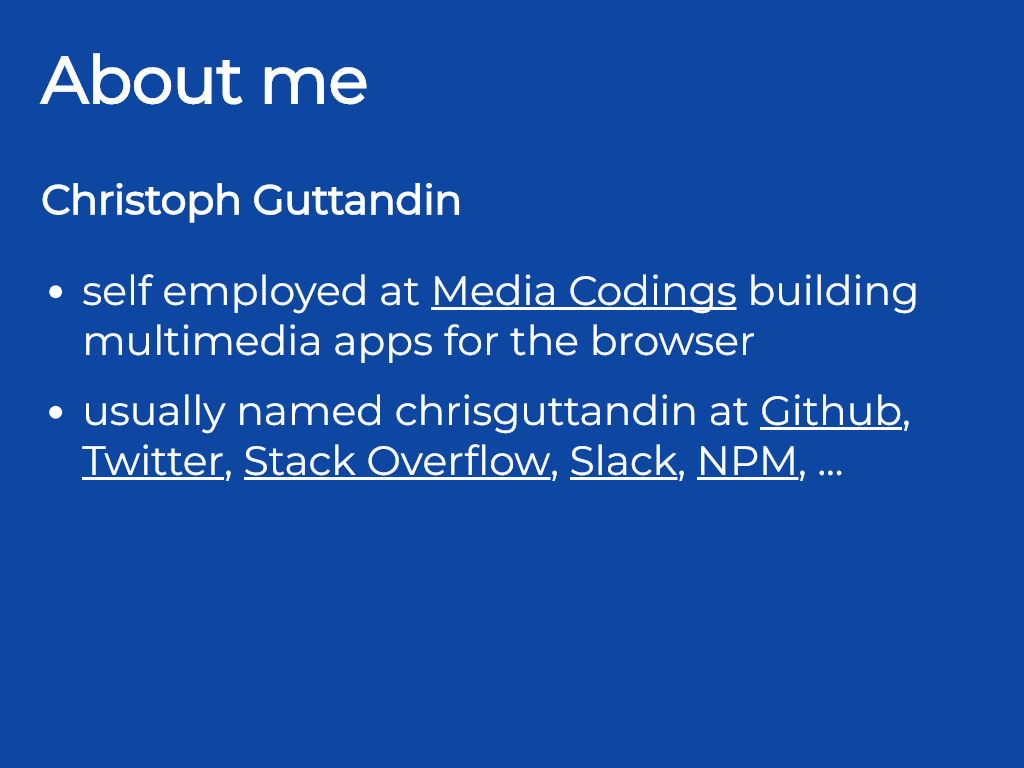 About me
Christoph Guttandin
• self employed at Media Codings building
multimedia apps for the browser
• usually named chrisguttandin at Github,
Twitter, Stack Overflow, Slack, NPM, ...